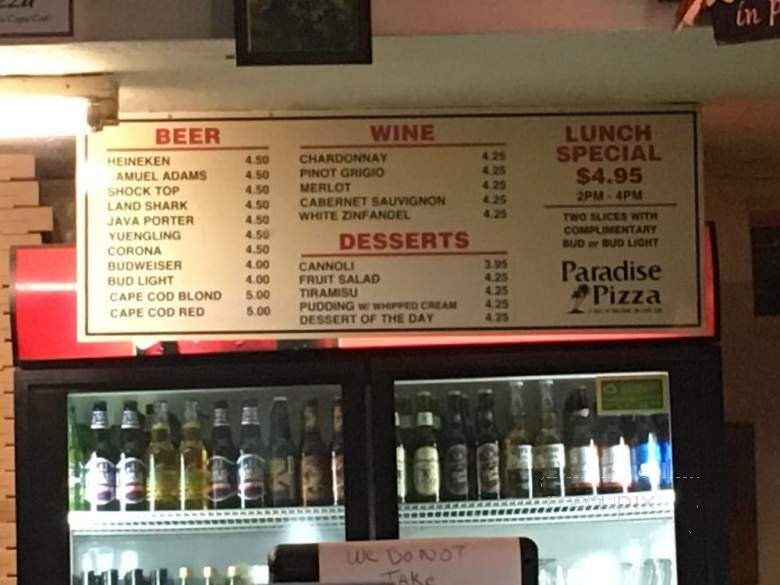 Cape Cod
in
BEER
HEINEKEN 4.50
AMUEL ADAMS 4.50
SHOCK TOP 4.50
LAND SHARK 4.50
JAVA PORTER 4.50
YUENGLING 4.50
CORONA 4.50
BUDWEISER 4.00
BUD LIGHT 4.00
CAPE COD BLOND 5.00
CAPE COD RED 5.00
WINE
CHARDONNAY 4.25
PINOT GRIGIO 4.25
MERLOT 4.25
CABERNET SAUVIGNON 4.25
WHITE ZINFANDEL 4.25
DESSERTS
CANNOLI 3.95
FRUIT SALAD 4.25
TIRAMISU 4.25
PUDDING W/ WHIPPED CREAM 4.25
DESSERT OF THE DAY 4.25
LUNCH
SPECIAL
$4.95
2PM - 4PM
TWO SLICES WITH
COMPLIMENTARY
BUD or BUD LIGHT
Paradise
Pizza
WE DO NOT
TAKE